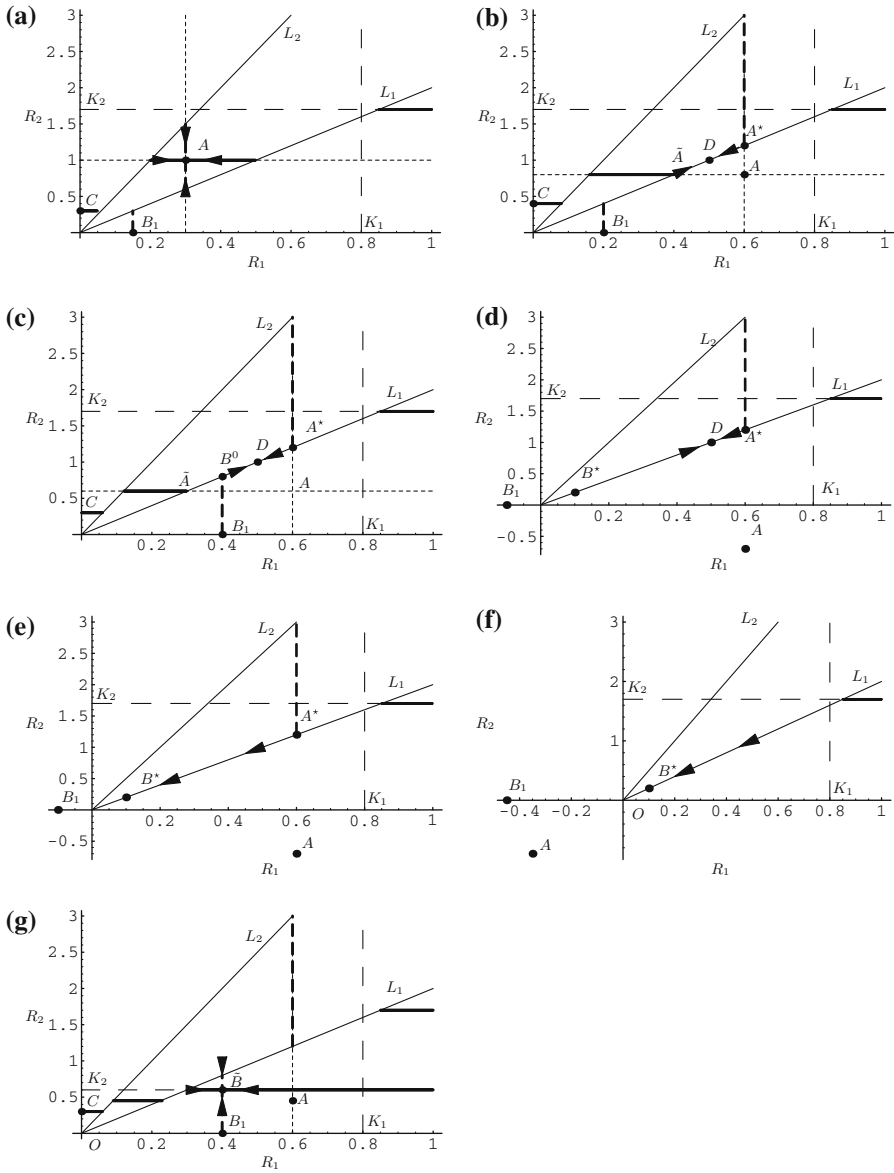 (a)
3
2.5
2
K₂
R₂
1.5
1
0.5
L₂
L₁
A
C
B₁
K₁
0.2 0.4 0.6 0.8 1
R₁
(b)
3
2.5
2
K₂
R₂
1.5
1
0.5
L₂
L₁
A⋆
D
Ã
A
C
B₁
K₁
0.2 0.4 0.6 0.8 1
R₁
(c)
3
2.5
2
K₂
R₂
1.5
1
0.5
L₂
L₁
A⋆
B⁰ D
Ã
A
C
B₁
K₁
0.2 0.4 0.6 0.8 1
R₁
(d)
3
2.5
2
K₂
R₂
1.5
1
0.5
-0.5
L₂
L₁
D
A⋆
B⋆
B₁
K₁
0.2 0.4 0.6 0.8 1
A
R₁
(e)
3
2.5
2
K₂
R₂
1.5
1
0.5
-0.5
L₂
L₁
A⋆
B⋆
B₁
K₁
0.2 0.4 0.6 0.8 1
A
R₁
(f)
3
2
K₂
R₂
1
L₂
L₁
B⋆
B₁
K₁
-0.4 -0.2 O 0.2 0.4 0.6 0.8 1
A
R₁
(g)
3
2.5
2
R₂
1.5
1
K₂
0.5
L₂
L₁
B̃
A
C
B₁
K₁
O 0.2 0.4 0.6 0.8 1
R₁